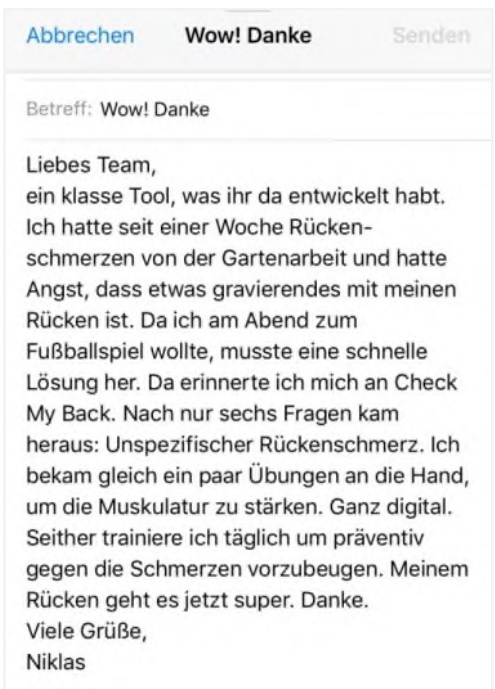 Abbrechen Wow! Danke Senden
Betreff: Wow! Danke
Liebes Team,
ein klasse Tool, was ihr da entwickelt habt.
Ich hatte seit einer Woche Rücken-
schmerzen von der Gartenarbeit und hatte
Angst, dass etwas gravierendes mit meinen
Rücken ist. Da ich am Abend zum
Fußballspiel wollte, musste eine schnelle
Lösung her. Da erinnerte ich mich an Check
My Back. Nach nur sechs Fragen kam
heraus: Unspezifischer Rückenschmerz. Ich
bekam gleich ein paar Übungen an die Hand,
um die Muskulatur zu stärken. Ganz digital.
Seither trainiere ich täglich um präventiv
gegen die Schmerzen vorzubeugen. Meinem
Rücken geht es jetzt super. Danke.
Viele Grüße,
Niklas